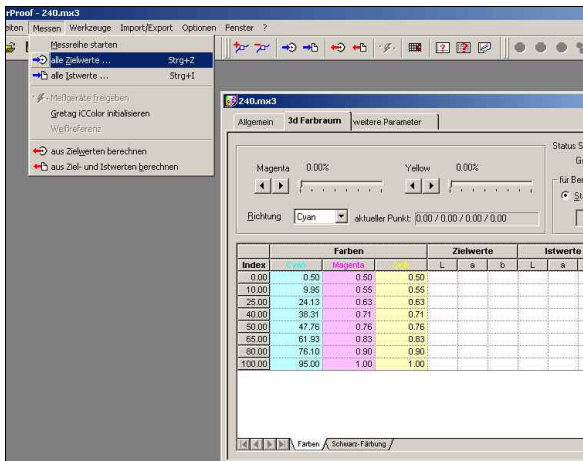 rProof - 240.mx3
eiten Messen Werkzeuge Import/Export Optionen Fenster ?
Messreihe starten
alle Zielwerte ... Strg+Z
alle Istwerte ... Strg+I
Meßgeräte freigeben
Gretag iCColor initialisieren
Weißreferenz
aus Zielwerten berechnen
aus Ziel- und Istwerten berechnen
240.mx3
Allgemein 3d Farbraum weitere Parameter
Status S
Magenta 0.00% Yellow 0.00%
für Be
Richtung Cyan aktueller Punkt 0.00 / 0.00 / 0.00 / 0.00
Farben Zielwerte Istwerte
Index Cyan Magenta L a b L a
0.00 0.50 0.50 0.50
10.00 9.95 0.55 0.55
25.00 24.13 0.63 0.63
40.00 38.31 0.71 0.71
50.00 47.76 0.76 0.76
65.00 61.93 0.83 0.83
80.00 76.10 0.90 0.90
100.00 95.00 1.00 1.00
Farben Schwarz-Färbung